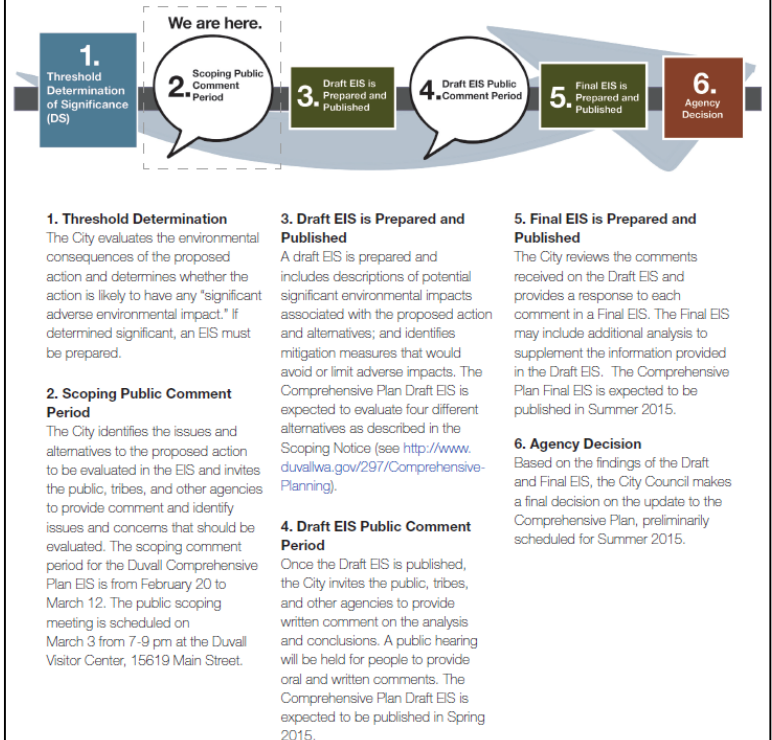 We are here.
1.
Threshold
Determination
of Significance
(DS)
2. Scoping Public
Comment
Period
3. Draft EIS is
Prepared and
Published
4. Draft EIS Public
Comment Period
5. Final EIS is
Prepared and
Published
6.
Agency
Decision
1. Threshold Determination
The City evaluates the environmental
consequences of the proposed
action and determines whether the
action is likely to have any "significant
adverse environmental impact." If
determined significant, an EIS must
be prepared.
2. Scoping Public Comment
Period
The City identifies the issues and
alternatives to the proposed action
to be evaluated in the EIS and invites
the public, tribes, and other agencies
to provide comment and identify
issues and concerns that should be
evaluated. The scoping comment
period for the Duvall Comprehensive
Plan EIS is from February 20 to
March 12. The public scoping
meeting is scheduled on
March 3 from 7-9 pm at the Duvall
Visitor Center, 15619 Main Street.
3. Draft EIS is Prepared and
Published
A draft EIS is prepared and
includes descriptions of potential
significant environmental impacts
associated with the proposed action
and alternatives; and identifies
mitigation measures that would
avoid or limit adverse impacts. The
Comprehensive Plan Draft EIS is
expected to evaluate four different
alternatives as described in the
Scoping Notice (see http://www.
duvallwa.gov/297/Comprehensive-
Planning).
4. Draft EIS Public Comment
Period
Once the Draft EIS is published,
the City invites the public, tribes,
and other agencies to provide
written comment on the analysis
and conclusions. A public hearing
will be held for people to provide
oral and written comments. The
Comprehensive Plan Draft EIS is
expected to be published in Spring
2015.
5. Final EIS is Prepared and
Published
The City reviews the comments
received on the Draft EIS and
provides a response to each
comment in a Final EIS. The Final EIS
may include additional analysis to
supplement the information provided
in the Draft EIS. The Comprehensive
Plan Final EIS is expected to be
published in Summer 2015.
6. Agency Decision
Based on the findings of the Draft
and Final EIS, the City Council makes
a final decision on the update to the
Comprehensive Plan, preliminarily
scheduled for Summer 2015.